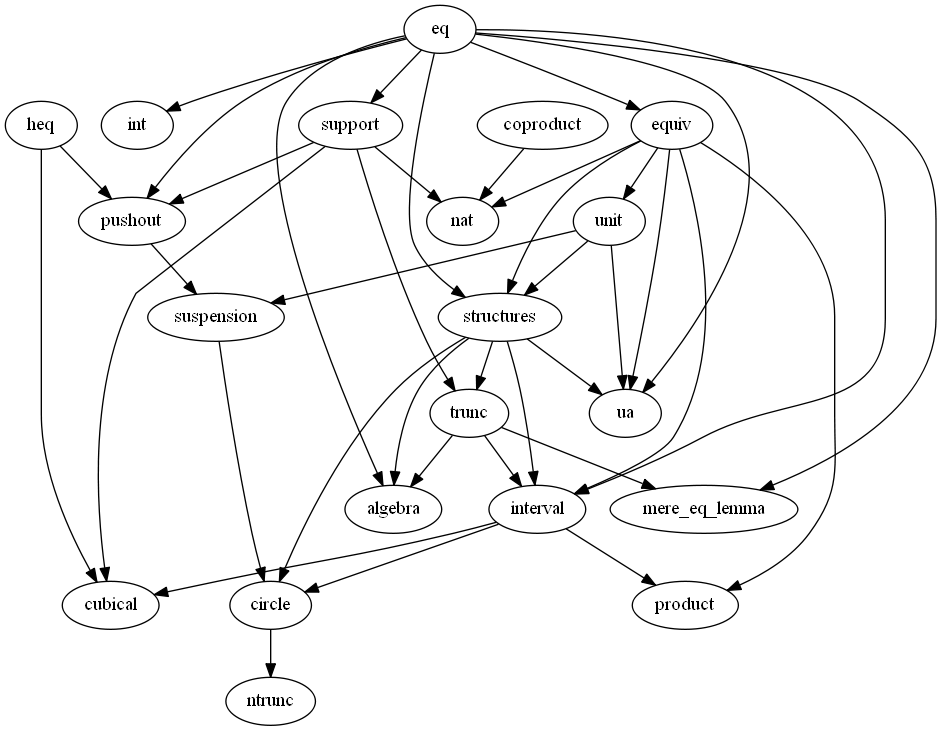 eq
heq
int
support
coproduct
equiv
pushout
nat
unit
suspension
structures
trunc
ua
algebra
interval
mere_eq_lemma
cubical
circle
product
ntrunc